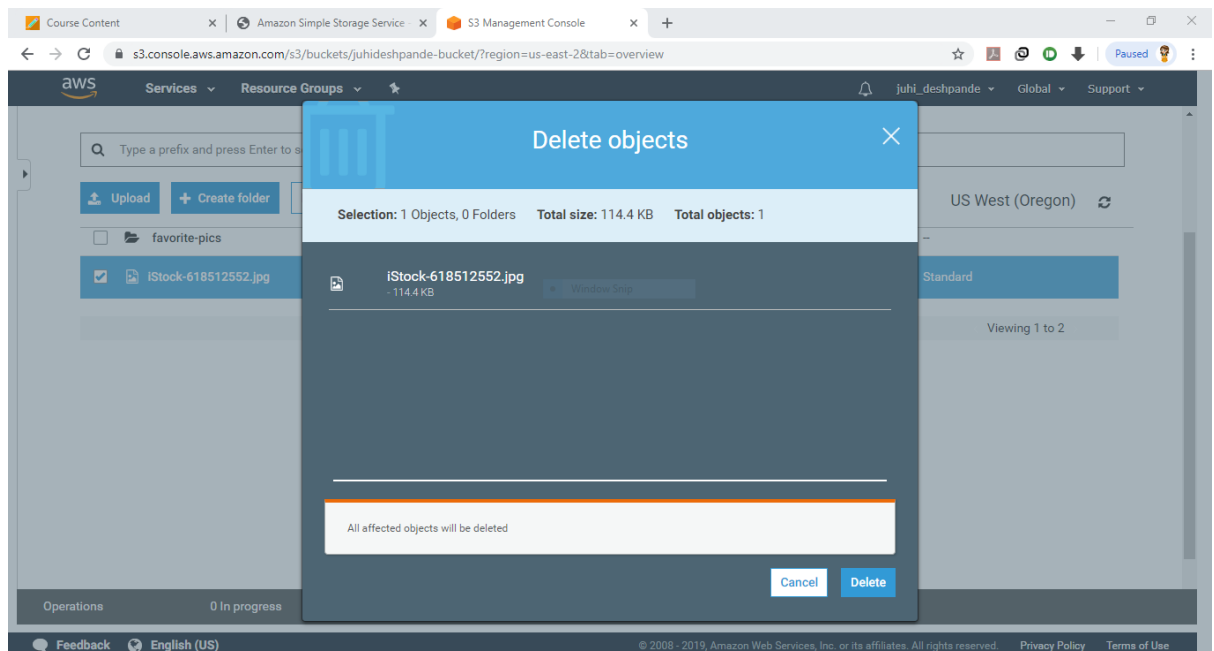 Course Content
Amazon Simple Storage Service -
S3 Management Console
s3.console.aws.amazon.com/s3/buckets/juhideshpande-bucket/?region=us-east-2&tab=overview
Paused
aws Services Resource Groups juhi_deshpande Global Support
Delete objects
Type a prefix and press Enter to s
Upload Create folder US West (Oregon)
Selection: 1 Objects, 0 Folders Total size: 114.4 KB Total objects: 1
favorite-pics --
iStock-618512552.jpg Standard
iStock-618512552.jpg
- 114.4 KB
Window Snip
Viewing 1 to 2
All affected objects will be deleted
Cancel Delete
Operations 0 In progress
Feedback English (US) © 2008 - 2019, Amazon Web Services, Inc. or its affiliates. All rights reserved. Privacy Policy Terms of Use